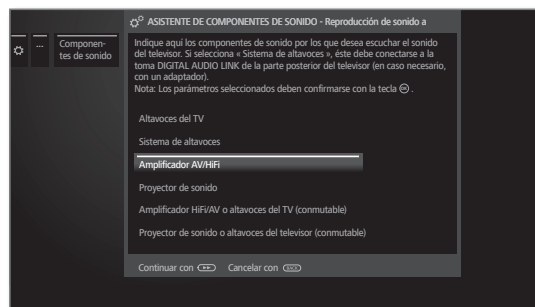 ASISTENTE DE COMPONENTES DE SONIDO - Reproducción de sonido a
...
Componen-
tes de sonido
Indique aquí los componentes de sonido por los que desea escuchar el sonido
del televisor. Si selecciona « Sistema de altavoces », éste debe conectarse a la
toma DIGITAL AUDIO LINK de la parte posterior del televisor (en caso necesario,
con un adaptador).
Nota: Los parámetros seleccionados deben confirmarse con la tecla OK .
Altavoces del TV
Sistema de altavoces
Amplificador AV/HiFi
Proyector de sonido
Amplificador HiFi/AV o altavoces del TV (conmutable)
Proyector de sonido o altavoces del televisor (conmutable)
Continuar con Cancelar con BACK